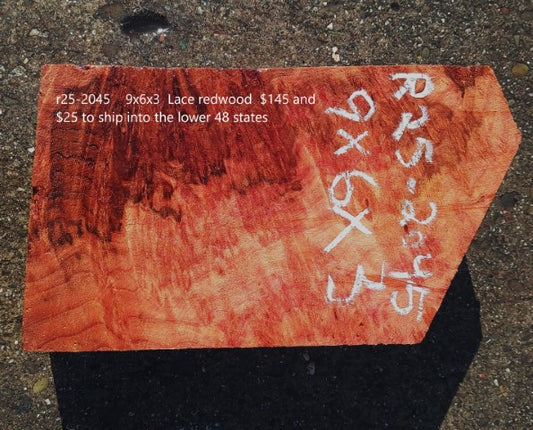 r25-2045 9x6x3 Lace redwood $145 and
$25 to ship into the lower 48 states
R25-2045
9x6x3